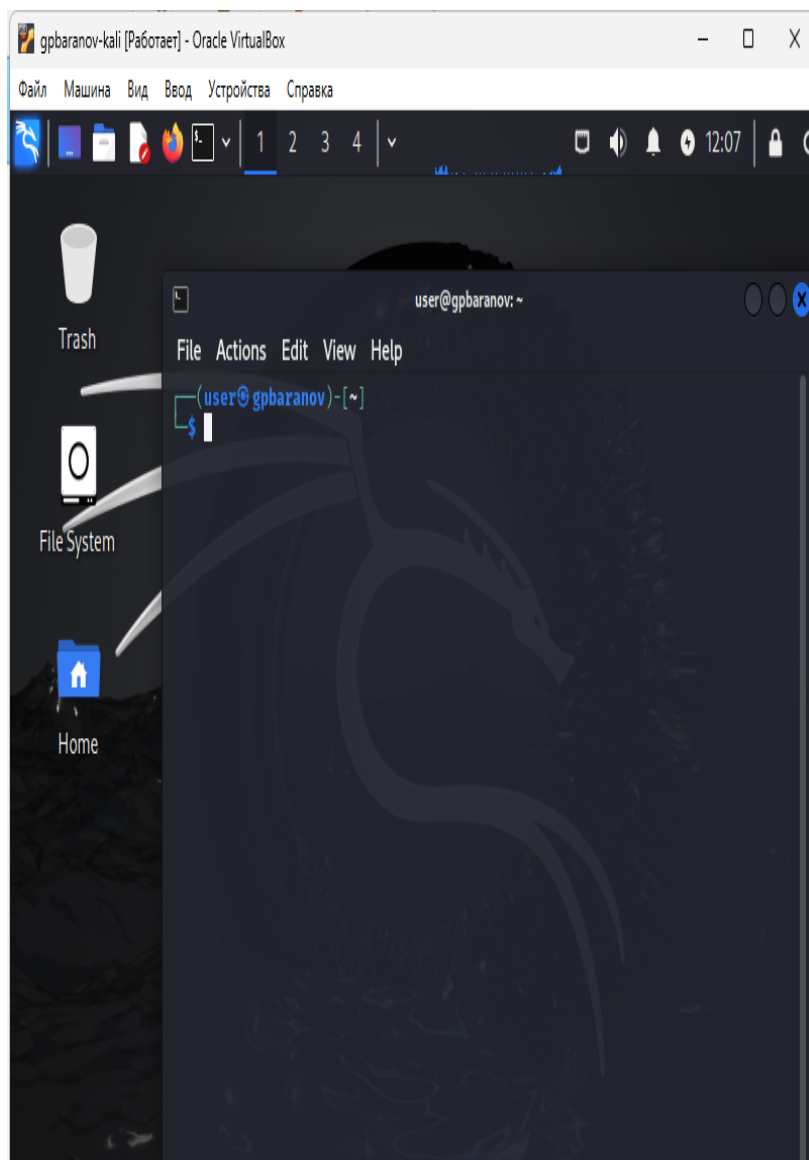 gpbaranov-kali [Работает] - Oracle VirtualBox
Файл Машина Вид Ввод Устройства Справка
1 2 3 4 12:07
Trash
user@gpbaranov: ~
File Actions Edit View Help
(user㉿gpbaranov)-[~]
$
File System
Home